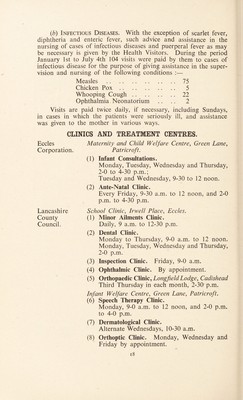 (h) INFECTIOUS DISEASES. With the exception of scarlet fever,
diphtheria and enteric fever, such advice and assistance in the
nursing of cases of infectious diseases and puerperal fever as may
be necessary is given by the Health Visitors. During the period
January 1st to July 4th 104 visits were paid by them to cases of
infectious disease for the purpose of giving assistance in the super-
vision and nursing of the following conditions :—
Measles .. .. .. .. .. 75
Chicken Pox .. .. .. .. 5
Whooping Cough .. .. .. .. 22
Ophthalmia Neonatorium .. .. .. 2
Visits are paid twice daily, if necessary, including Sundays,
in cases in which the patients were seriously ill, and assistance
was given to the mother in various ways.
CLINICS AND TREATMENT CENTRES.
Eccles Maternity and Child Welfare Centre, Green Lane,
Corporation. Patricroft.
(1) Infant Consultations.
Monday, Tuesday, Wednesday and Thursday,
2-0 to 4-30 p.m.;
Tuesday and Wednesday, 9-30 to 12 noon.
(2) Ante-Natal Clinic.
Every Friday, 9-30 a.m. to 12 noon, and 2-0
p.m. to 4-30 p.m.
Lancashire School Clinic, Irwell Place, Eccles.
County (1) Minor Ailments Clinic.
Council. Daily, 9 a.m. to 12-30 p.m.
(2) Dental Clinic.
Monday to Thursday, 9-0 a.m. to 12 noon.
Monday, Tuesday, Wednesday and Thursday,
2-0 p.m.
(3) Inspection Clinic. Friday, 9-0 a.m.
(4) Ophthalmic Clinic. By appointment.
(5) Orthopaedic Clinic, Longfield Lodge, Cadishead
Third Thursday in each month, 2-30 p.m.
Infant Welfare Centre, Green Lane, Patricroft.
(6) Speech Therapy Clinic.
Monday, 9-0 a.m. to 12 noon, and 2-0 p.m.
to 4-0 p.m.
(7) Dermatological Clinic.
Alternate Wednesdays, 10-30 a.m.
(8) Orthoptic Clinic. Monday, Wednesday and
Friday by appointment.
18